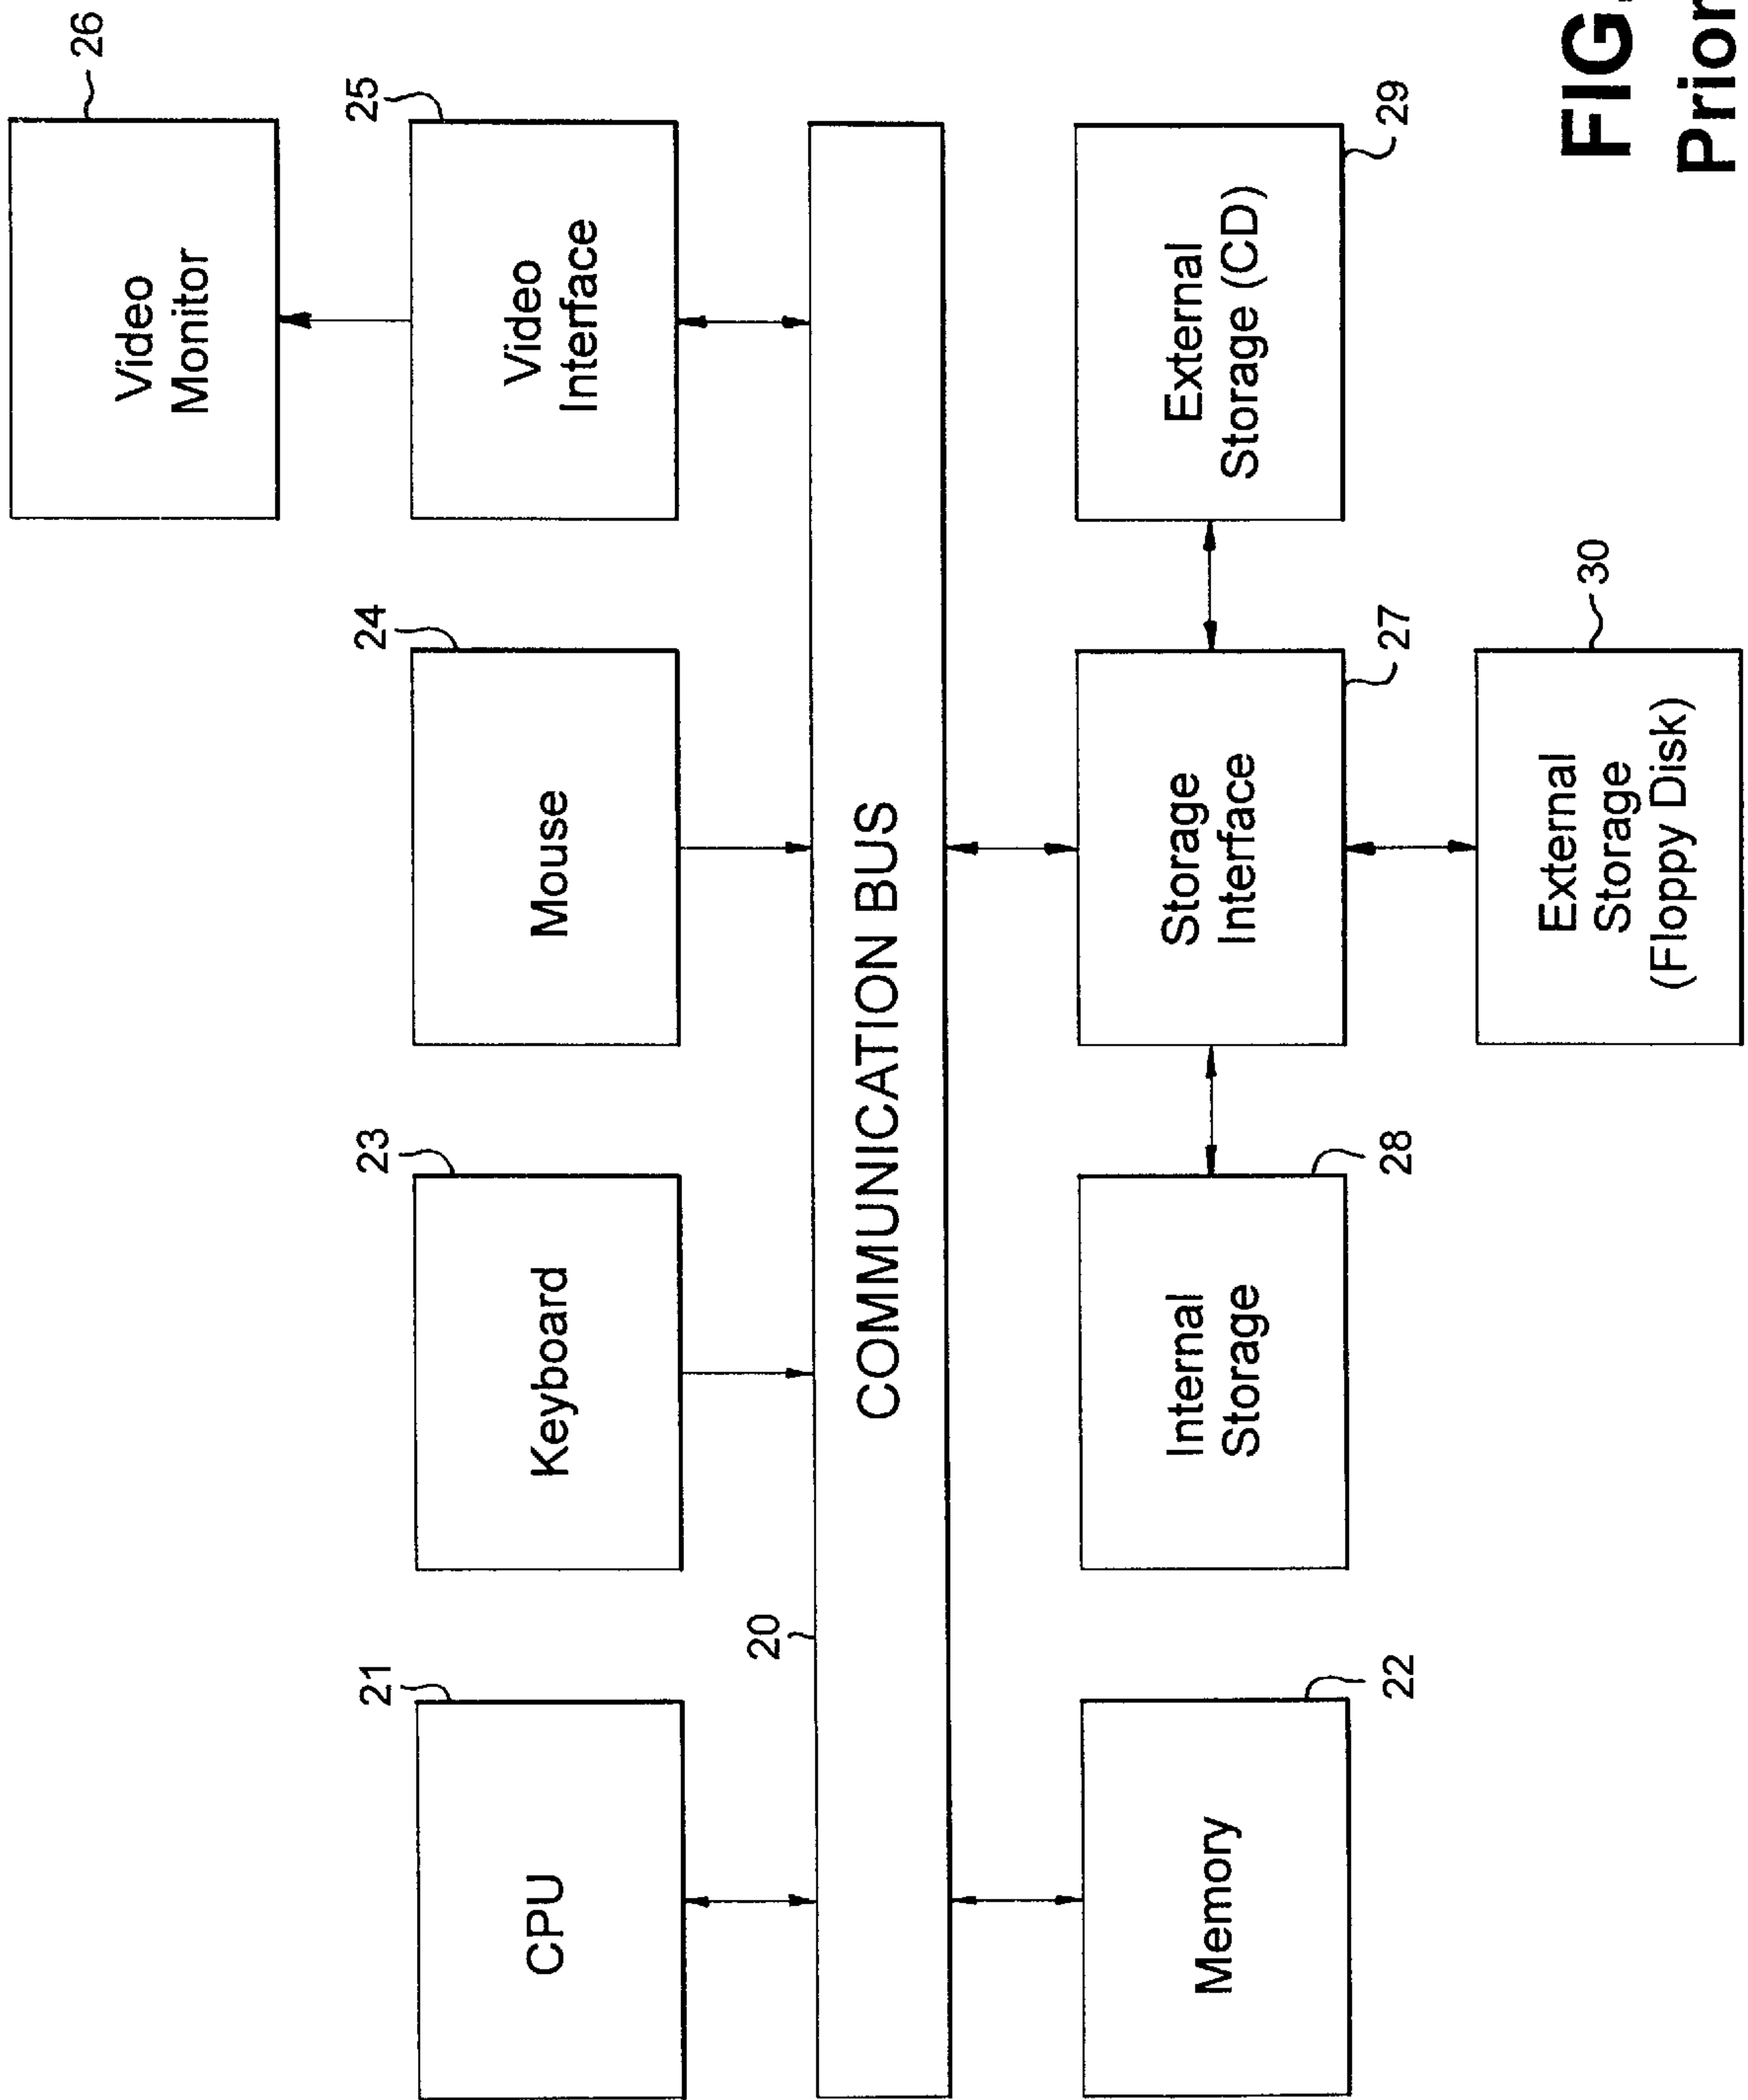 26
Video
Monitor
21
CPU
23
Keyboard
24
Mouse
25
Video
Interface
20
COMMUNICATION BUS
Memory
22
Internal
Storage
28
Storage
Interface
27
External
Storage (CD)
29
External
Storage
(Floppy Disk)
30
FIG.
Prior